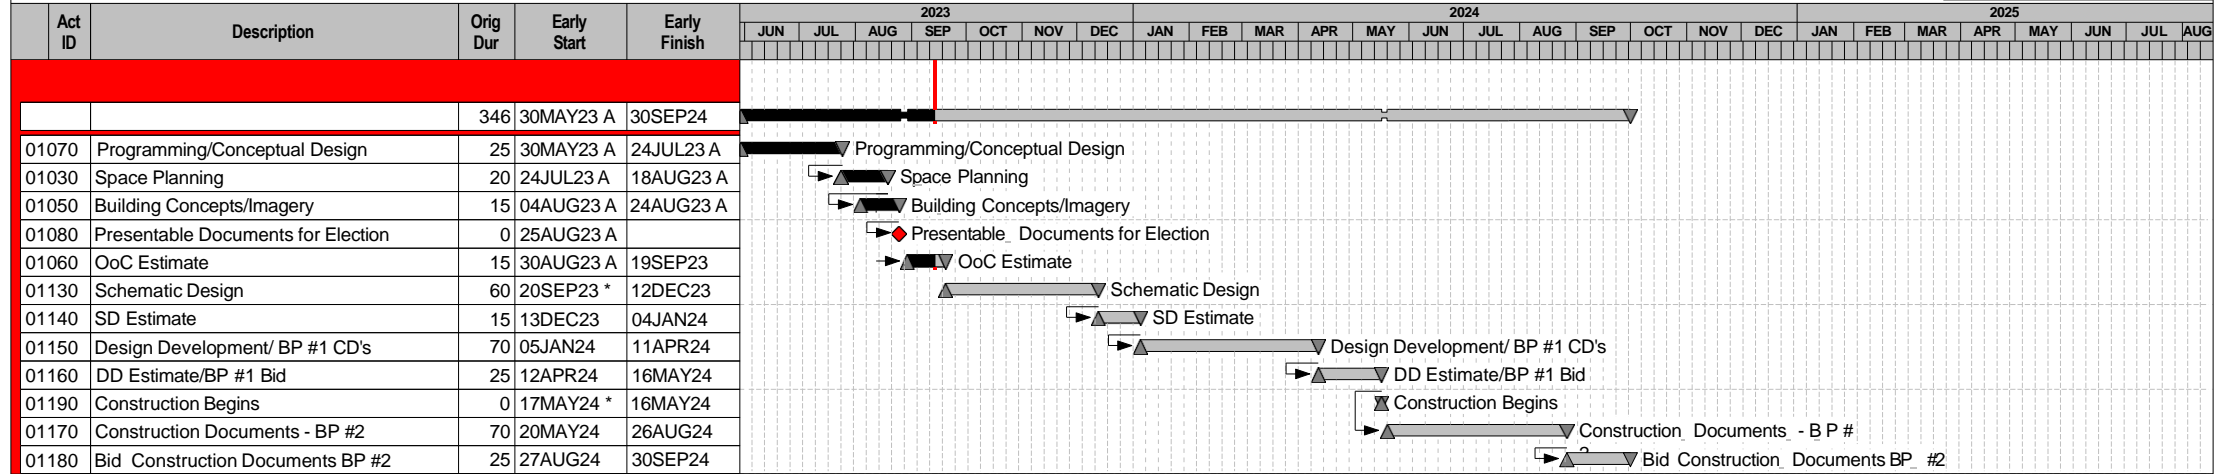 Act ID Description Orig Dur Early Start Early Finish
2023 2024 2025
JUN JUL AUG SEP OCT NOV DEC JAN FEB MAR APR MAY JUN JUL AUG SEP OCT NOV DEC JAN FEB MAR APR MAY JUN JUL AUG
346 30MAY23 A 30SEP24
01070 Programming/Conceptual Design 25 30MAY23 A 24JUL23 A Programming/Conceptual Design
01030 Space Planning 20 24JUL23 A 18AUG23 A Space Planning
01050 Building Concepts/Imagery 15 04AUG23 A 24AUG23 A Building Concepts/Imagery
01080 Presentable Documents for Election 0 25AUG23 A Presentable Documents for Election
01060 OoC Estimate 15 30AUG23 A 19SEP23 OoC Estimate
01130 Schematic Design 60 20SEP23 * 12DEC23 Schematic Design
01140 SD Estimate 15 13DEC23 04JAN24 SD Estimate
01150 Design Development/ BP #1 CD's 70 05JAN24 11APR24 Design Development/ BP #1 CD's
01160 DD Estimate/BP #1 Bid 25 12APR24 16MAY24 DD Estimate/BP #1 Bid
01190 Construction Begins 0 17MAY24 * 16MAY24 Construction Begins
01170 Construction Documents - BP #2 70 20MAY24 26AUG24 Construction Documents - B P #
01180 Bid Construction Documents BP #2 25 27AUG24 30SEP24 Bid Construction Documents BP #2